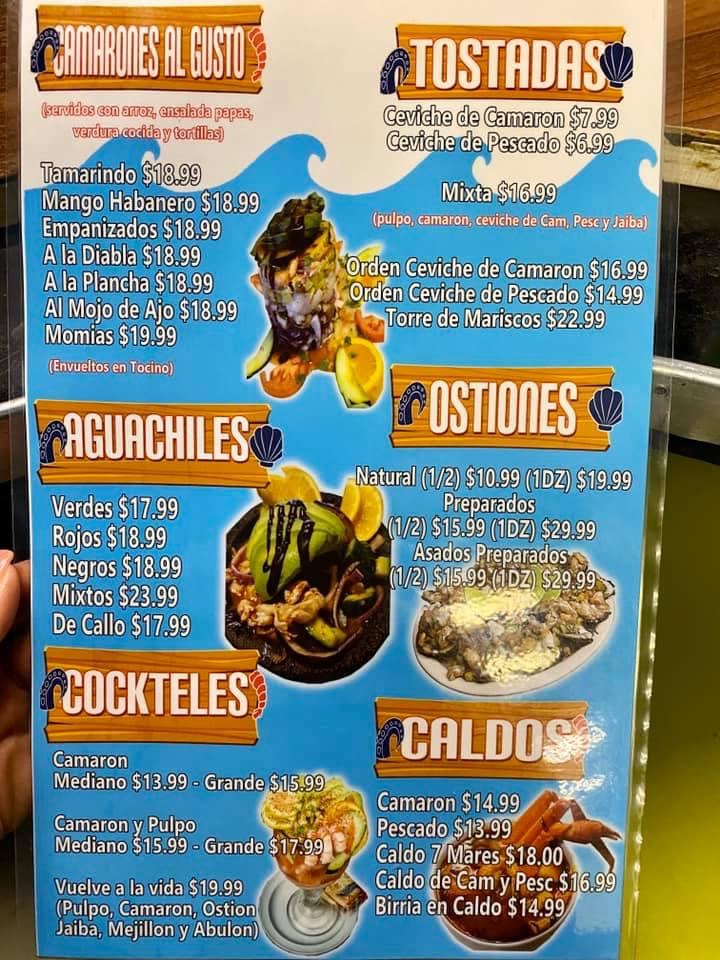 CAMARONES AL GUSTO
(servidos con arroz, ensalada papas,
verdura cocida y tortillas)
Tamarindo $18.99
Mango Habanero $18.99
Empanizados $18.99
A la Diabla $18.99
A la Plancha $18.99
Al Mojo de Ajo $18.99
Momias $19.99
(Envueltos en Tocino)
AGUACHILES
Verdes $17.99
Rojos $18.99
Negros $18.99
Mixtos $23.99
De Callo $17.99
COCKTELES
Camaron
Mediano $13.99 - Grande $15.99
Camaron y Pulpo
Mediano $15.99 - Grande $17.99
Vuelve a la vida $19.99
(Pulpo, Camaron, Ostion
Jaiba, Mejillon y Abulon)
TOSTADAS
Ceviche de Camaron $7.99
Ceviche de Pescado $6.99
Mixta $16.99
(pulpo, camaron, ceviche de Cam, Pesc y Jaiba)
Orden Ceviche de Camaron $16.99
Orden Ceviche de Pescado $14.99
Torre de Mariscos $22.99
OSTIONES
Natural (1/2) $10.99 (1DZ) $19.99
Preparados
(1/2) $15.99 (1DZ) $29.99
Asados Preparados
(1/2) $15.99 (1DZ) $29.99
CALDOS
Camaron $14.99
Pescado $13.99
Caldo 7 Mares $18.00
Caldo de Cam y Pesc $16.99
Birria en Caldo $14.99